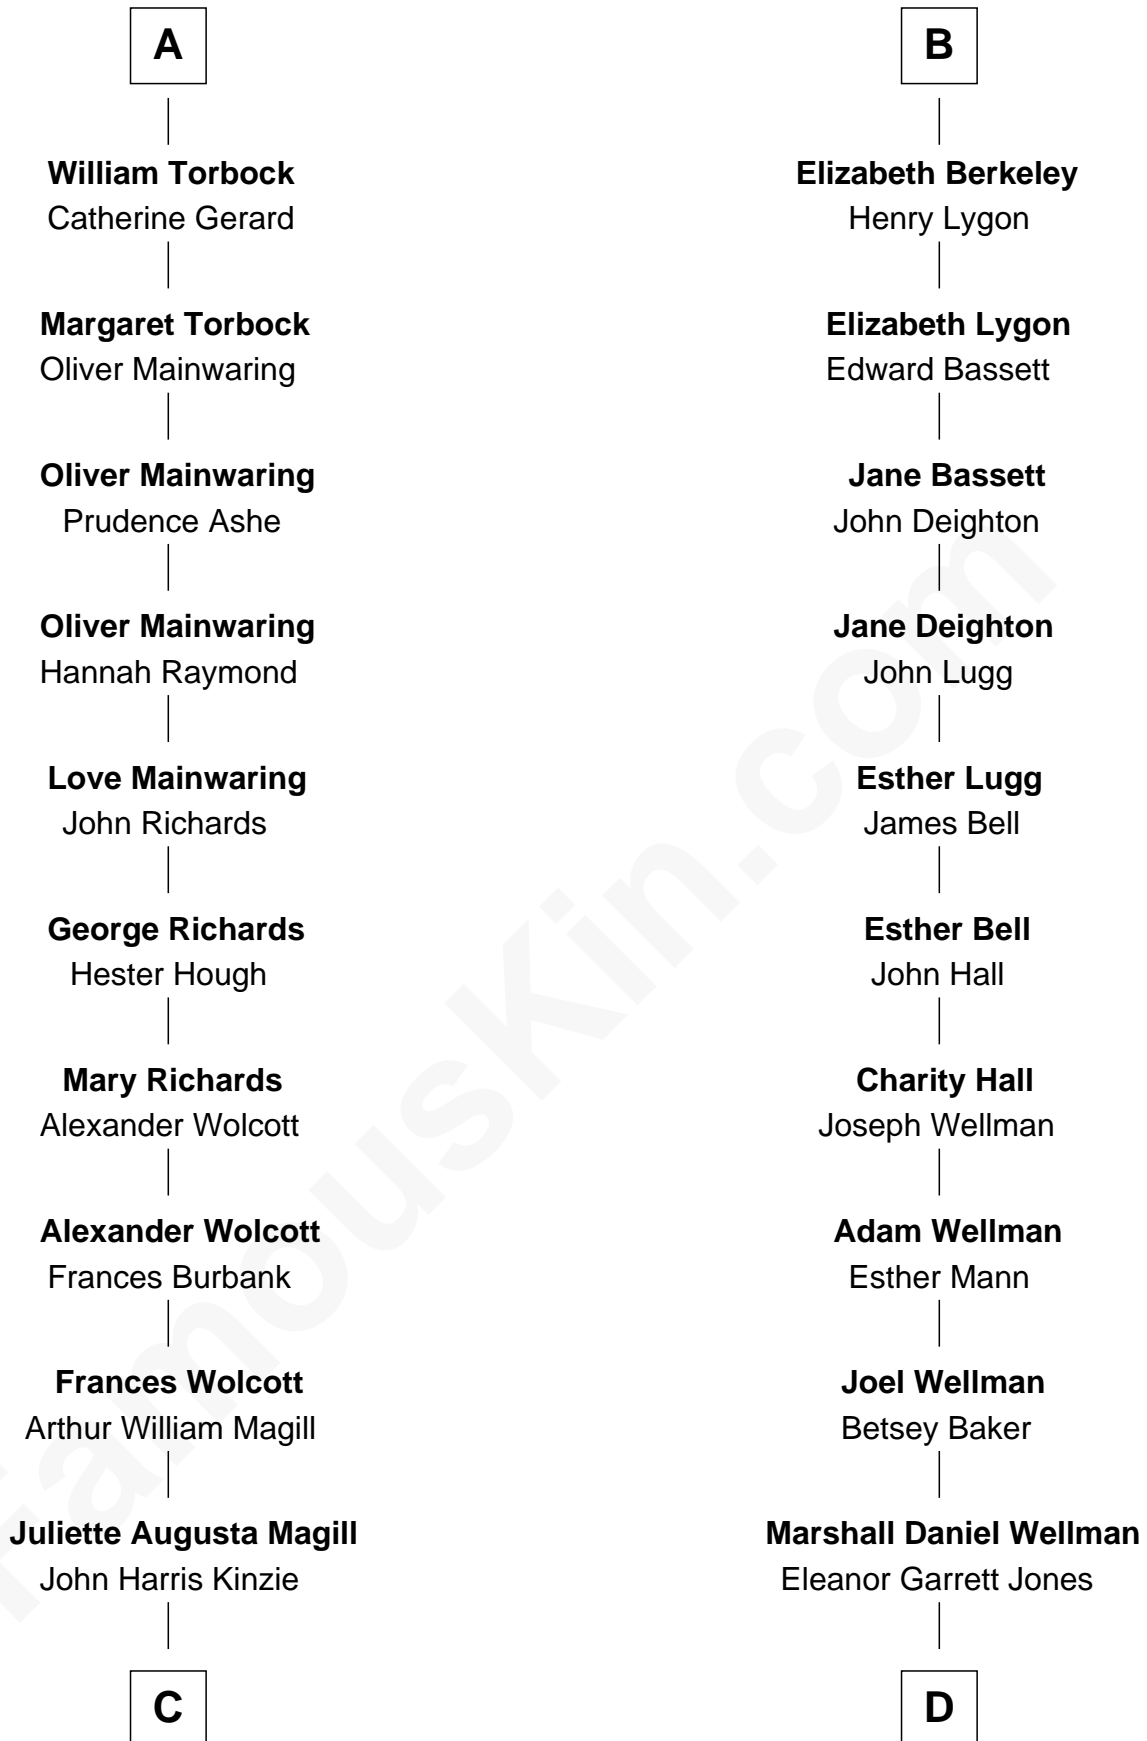 A
William Torbock
Catherine Gerard
Margaret Torbock
Oliver Mainwaring
Oliver Mainwaring
Prudence Ashe
Oliver Mainwaring
Hannah Raymond
Love Mainwaring
John Richards
George Richards
Hester Hough
Mary Richards
Alexander Wolcott
Alexander Wolcott
Frances Burbank
Frances Wolcott
Arthur William Magill
Juliette Augusta Magill
John Harris Kinzie
C
B
Elizabeth Berkeley
Henry Lygon
Elizabeth Lygon
Edward Bassett
Jane Bassett
John Deighton
Jane Deighton
John Lugg
Esther Lugg
James Bell
Esther Bell
John Hall
Charity Hall
Joseph Wellman
Adam Wellman
Esther Mann
Joel Wellman
Betsey Baker
Marshall Daniel Wellman
Eleanor Garrett Jones
D
FamousKin.com